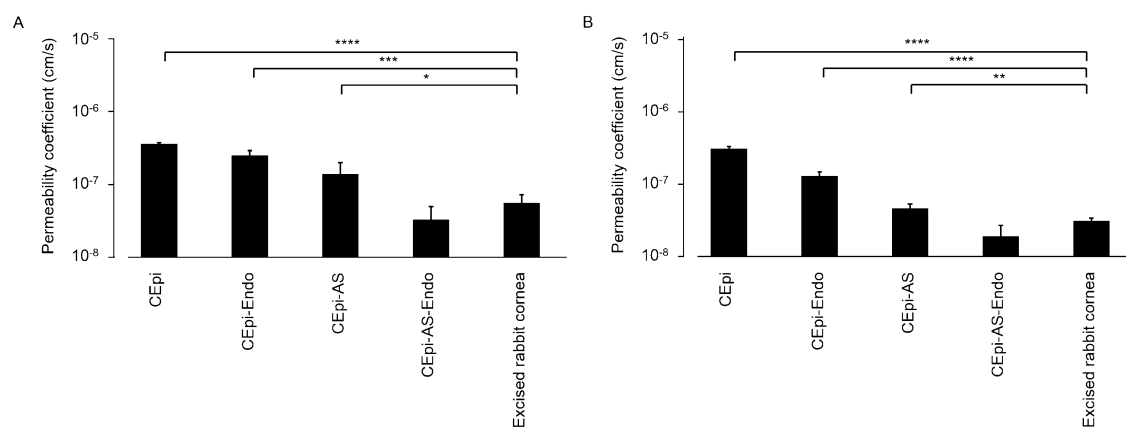 A
Permeability coefficient (cm/s)
10-5
10-6
10-7
10-8
****
***
*
CEpi
CEpi-Endo
CEpi-AS
CEpi-AS-Endo
Excised rabbit cornea
B
Permeability coefficient (cm/s)
10-5
10-6
10-7
10-8
****
****
**
CEpi
CEpi-Endo
CEpi-AS
CEpi-AS-Endo
Excised rabbit cornea